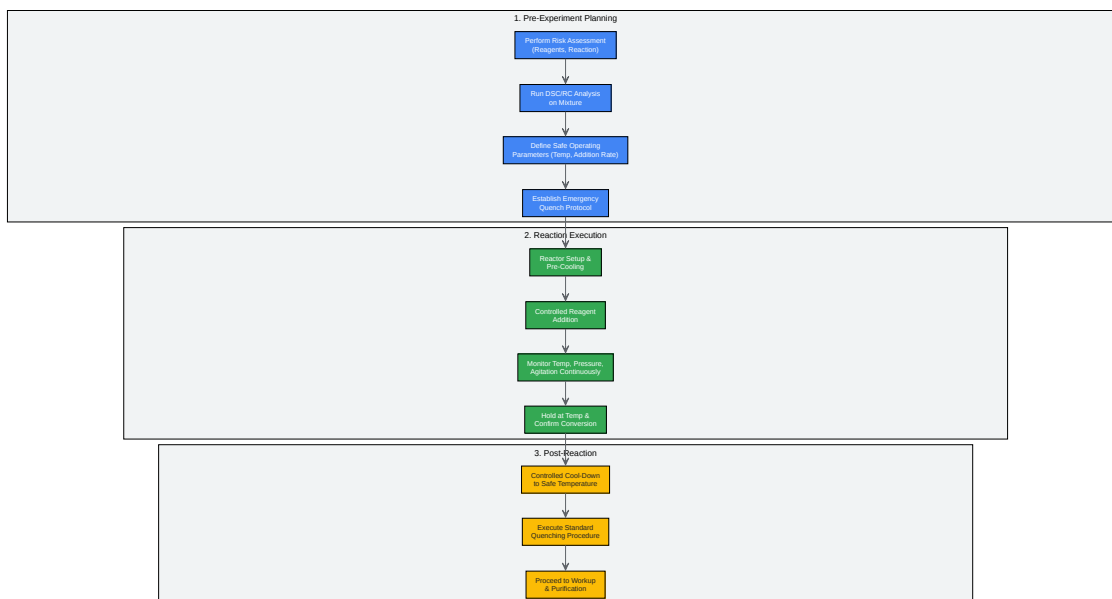 1. Pre-Experiment Planning
Perform Risk Assessment
(Reagents, Reaction)
Run DSC/RC Analysis
on Mixture
Define Safe Operating
Parameters (Temp, Addition Rate)
Establish Emergency
Quench Protocol
2. Reaction Execution
Reactor Setup &
Pre-Cooling
Controlled Reagent
Addition
Monitor Temp, Pressure,
Agitation Continuously
Hold at Temp &
Confirm Conversion
3. Post-Reaction
Controlled Cool-Down
to Safe Temperature
Execute Standard
Quenching Procedure
Proceed to Workup
& Purification